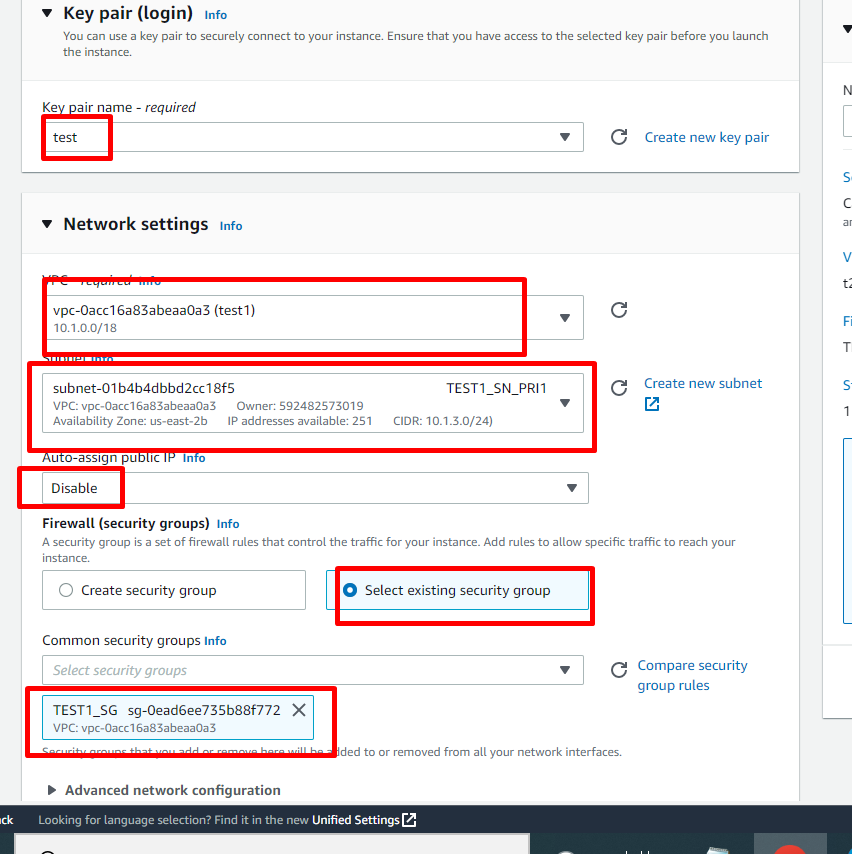 Key pair (login) Info
You can use a key pair to securely connect to your instance. Ensure that you have access to the selected key pair before you launch
the instance.
Key pair name - required
test
Create new key pair
Network settings Info
VPC - required Info
vpc-0acc16a83abeaa0a3 (test1)
10.1.0.0/18
Subnet Info
subnet-01b4b4dbbd2cc18f5 TEST1_SN_PRI1
VPC: vpc-0acc16a83abeaa0a3 Owner: 592482573019
Availability Zone: us-east-2b IP addresses available: 251 CIDR: 10.1.3.0/24)
Create new subnet
Auto-assign public IP Info
Disable
Firewall (security groups) Info
A security group is a set of firewall rules that control the traffic for your instance. Add rules to allow specific traffic to reach your
instance.
Create security group
Select existing security group
Common security groups Info
Select security groups
Compare security
group rules
TEST1_SG sg-0ead6ee735b88f772
VPC: vpc-0acc16a83abeaa0a3
Security groups that you add or remove here will be added to or removed from all your network interfaces.
Advanced network configuration
Looking for language selection? Find it in the new Unified Settings